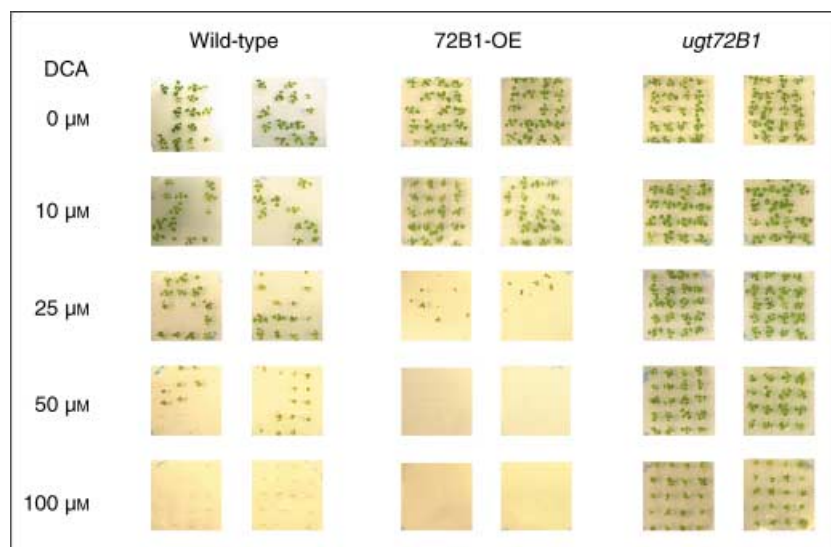 Wild-type 72B1-OE ugt72B1
DCA
0 µM
10 µM
25 µM
50 µM
100 µM